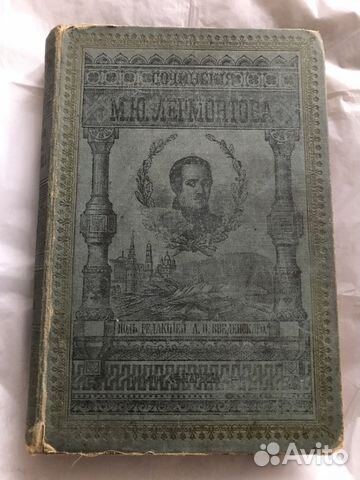 СОЧИНЕНІЯ
М.Ю. ЛЕРМОНТОВА
ПОДЪ РЕДАКЦІЕЙ А. И. ВВЕДЕНСКАГО.
Avito